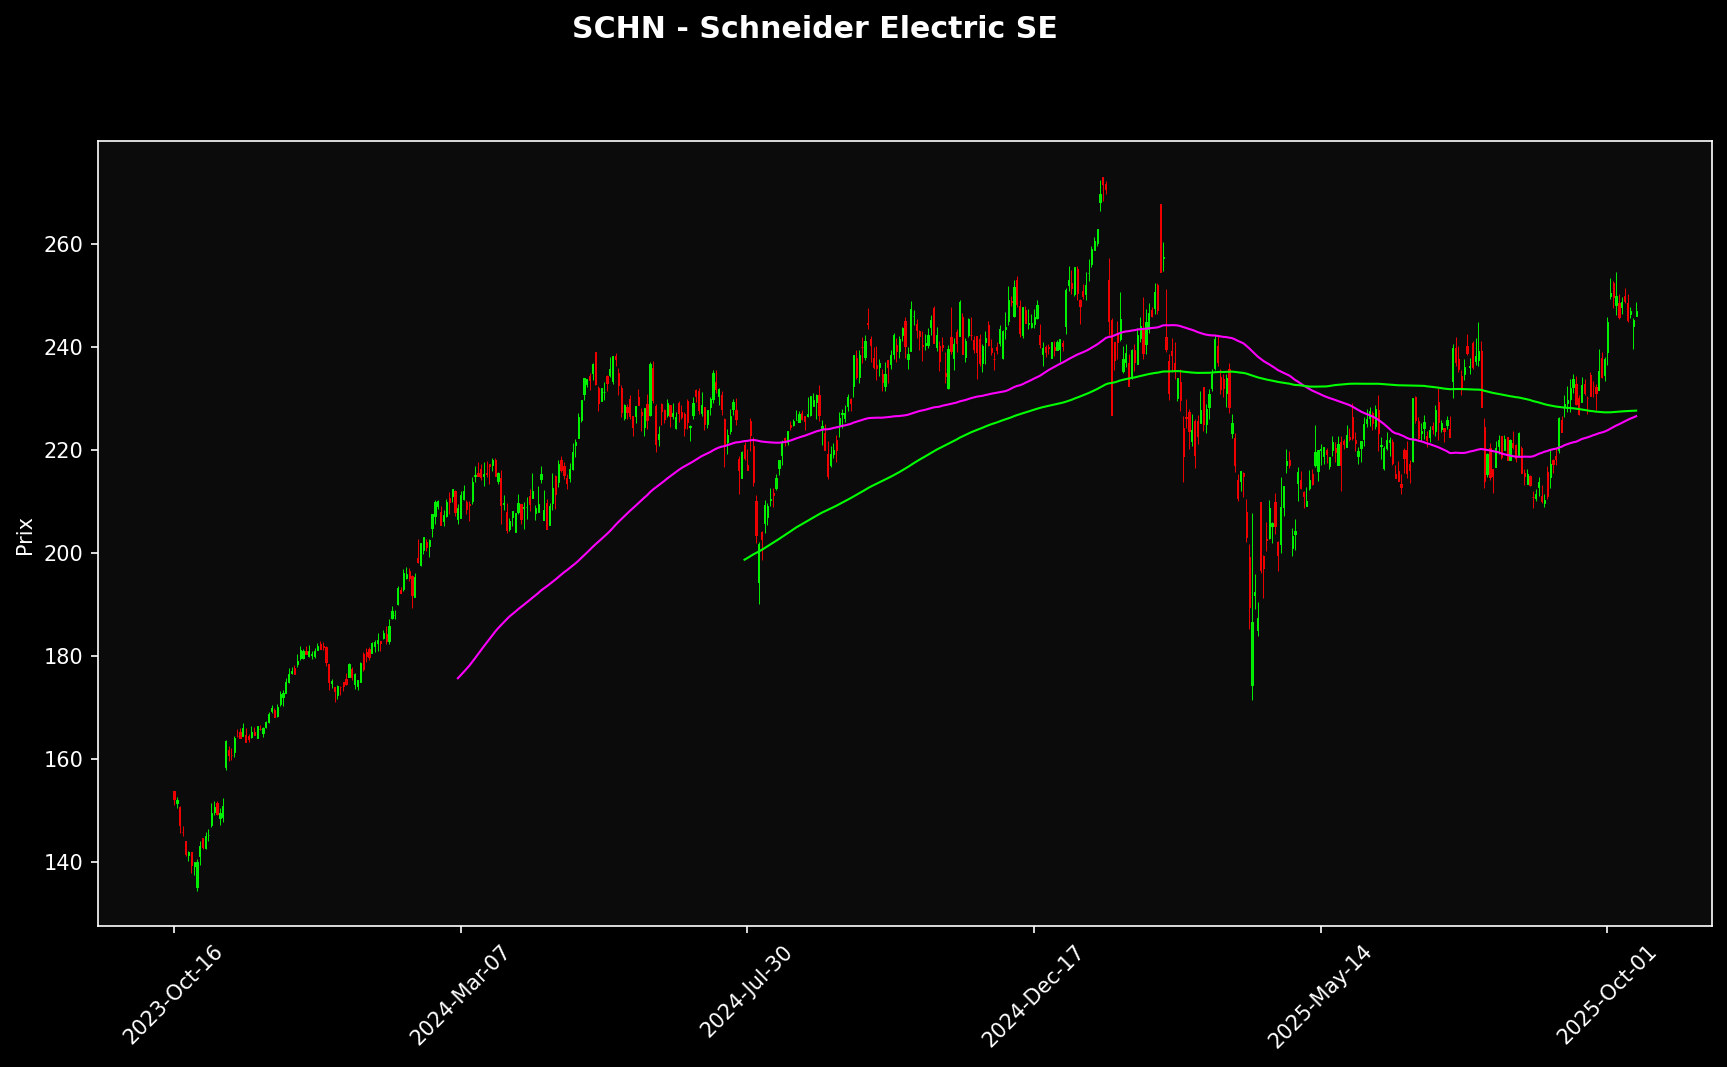 SCHN - Schneider Electric SE
Prix
260
240
220
200
180
160
140
2023-Oct-16
2024-Mar-07
2024-Jul-30
2024-Dec-17
2025-May-14
2025-Oct-01